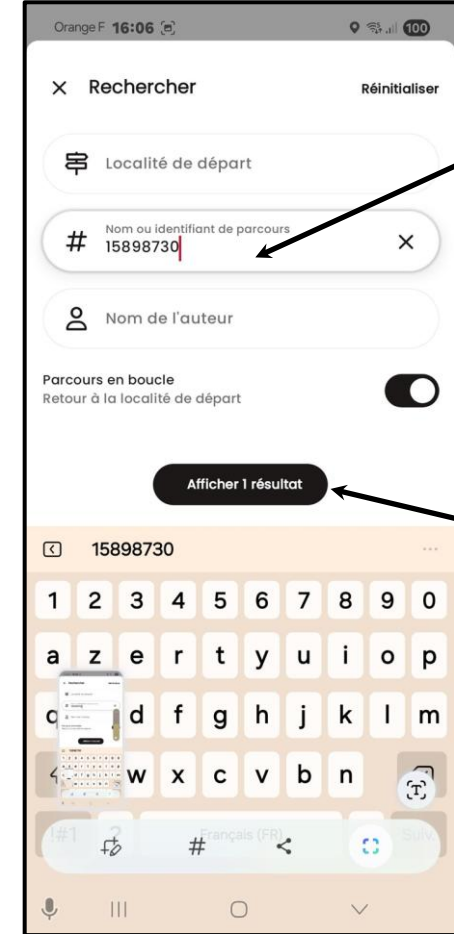 Orange F 16:06 100
Rechercher Réinitialiser
Localité de départ
# Nom ou identifiant de parcours
15898730
Nom de l'auteur
Parcours en boucle
Retour à la localité de départ
Afficher 1 résultat
15898730 ...
1 2 3 4 5 6 7 8 9 0
a z e r t y u i o p
q d f g h j k l m
w x c v b n
!#1 ? Français (FR) Suiv.
# T